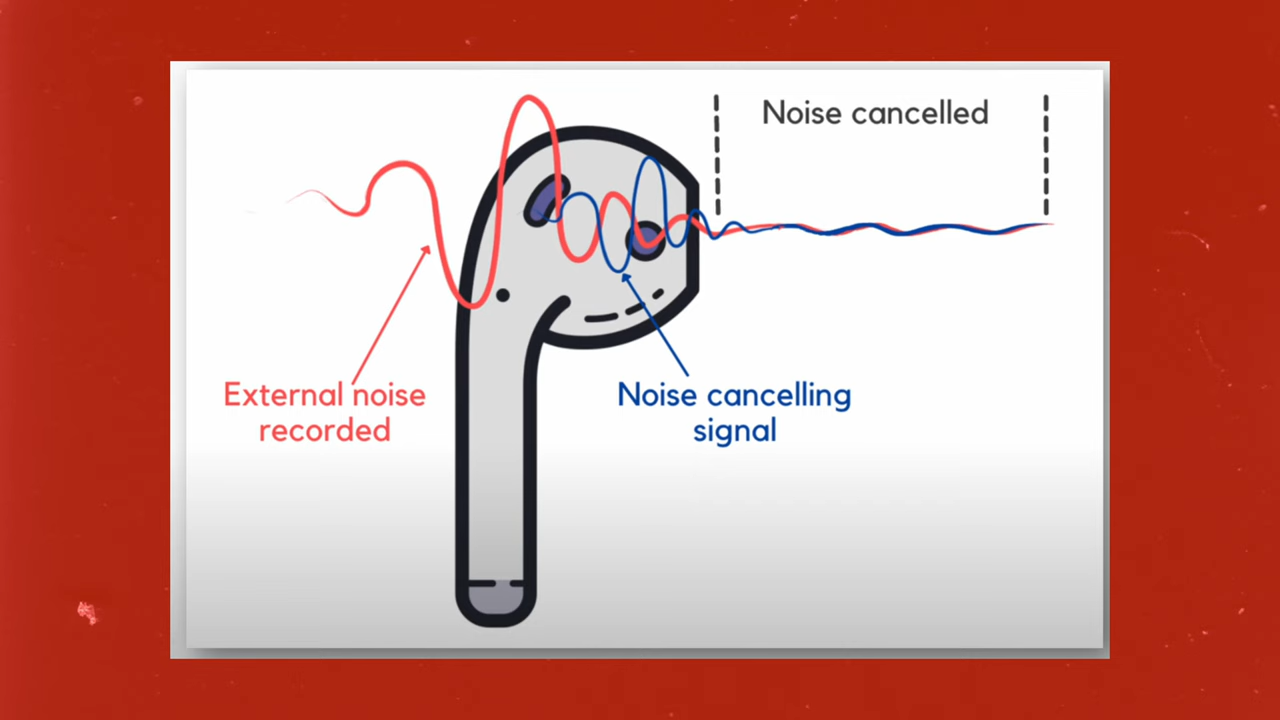 Noise cancelled
External noise
recorded
Noise cancelling
signal